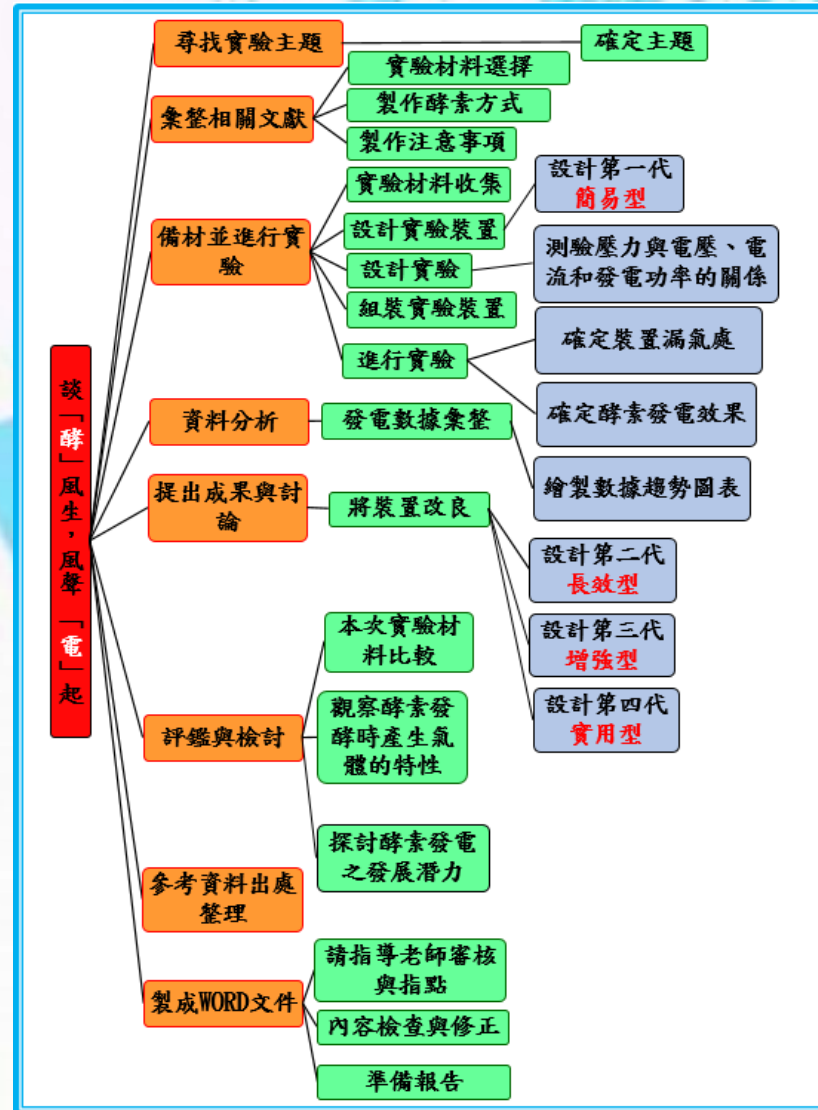 談「酵」風生，風聲「電」起
尋找實驗主題
確定主題
彙整相關文獻
實驗材料選擇
製作酵素方式
製作注意事項
備材並進行實
驗
實驗材料收集
設計實驗裝置
設計第一代
簡易型
設計實驗
測驗壓力與電壓、電
流和發電功率的關係
組裝實驗裝置
進行實驗
確定裝置漏氣處
確定酵素發電效果
資料分析
發電數據彙整
繪製數據趨勢圖表
提出成果與討
論
將裝置改良
設計第二代
長效型
設計第三代
增強型
設計第四代
實用型
評鑑與檢討
本次實驗材
料比較
觀察酵素發
酵時產生氣
體的特性
探討酵素發電
之發展潛力
參考資料出處
整理
製成WORD文件
請指導老師審核
與指點
內容檢查與修正
準備報告